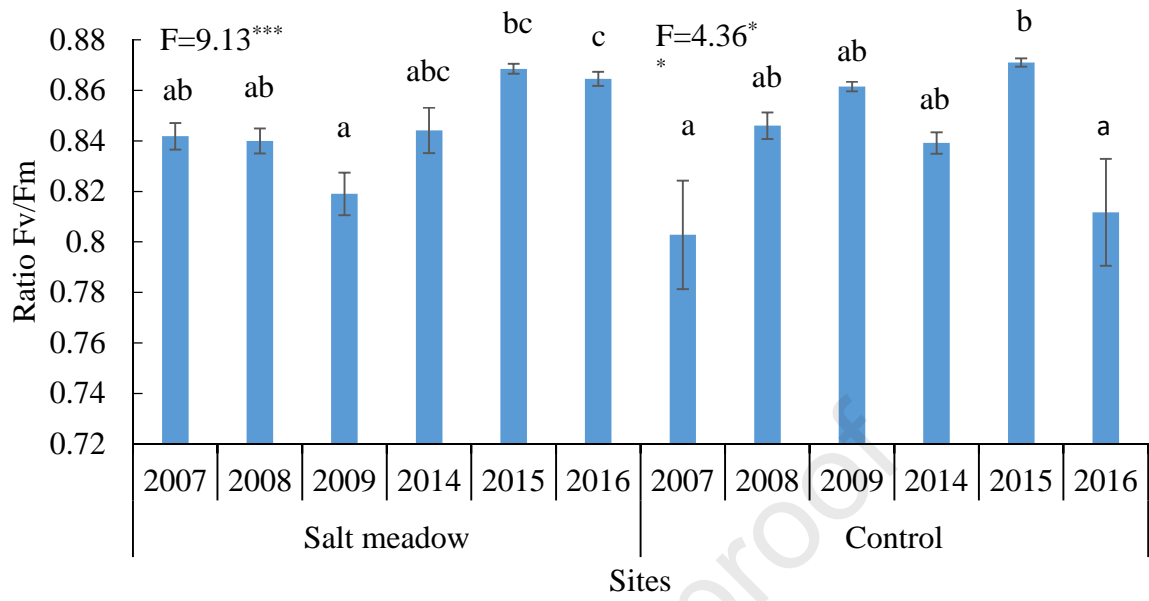 F=9.13***
F=4.36*
*
bc
c
b
abc
ab
ab
ab
ab
ab
a
a
a
0.88
0.86
0.84
0.82
0.8
0.78
0.76
0.74
0.72
Ratio Fv/Fm
2007 2008 2009 2014 2015 2016 2007 2008 2009 2014 2015 2016
Salt meadow Control
Sites
proof